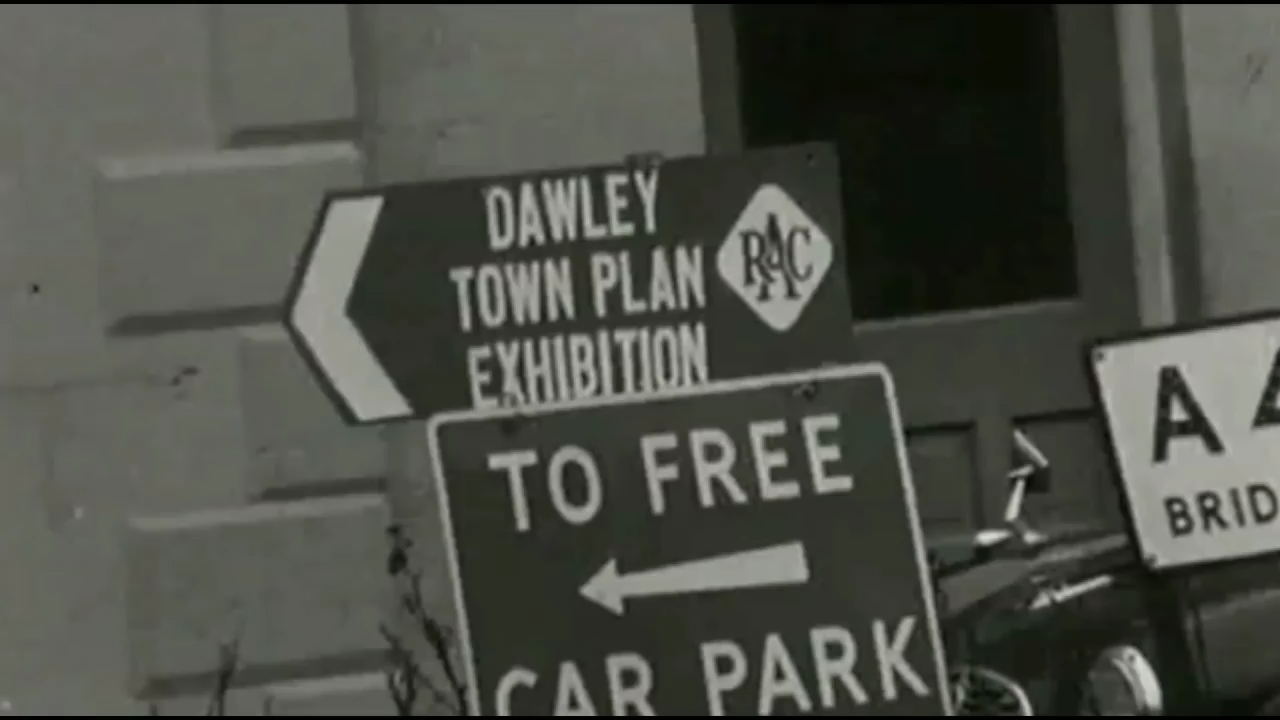 DAWLEY
TOWN PLAN
EXHIBITION
RAC
TO FREE
CAR PARK
A A
BRID